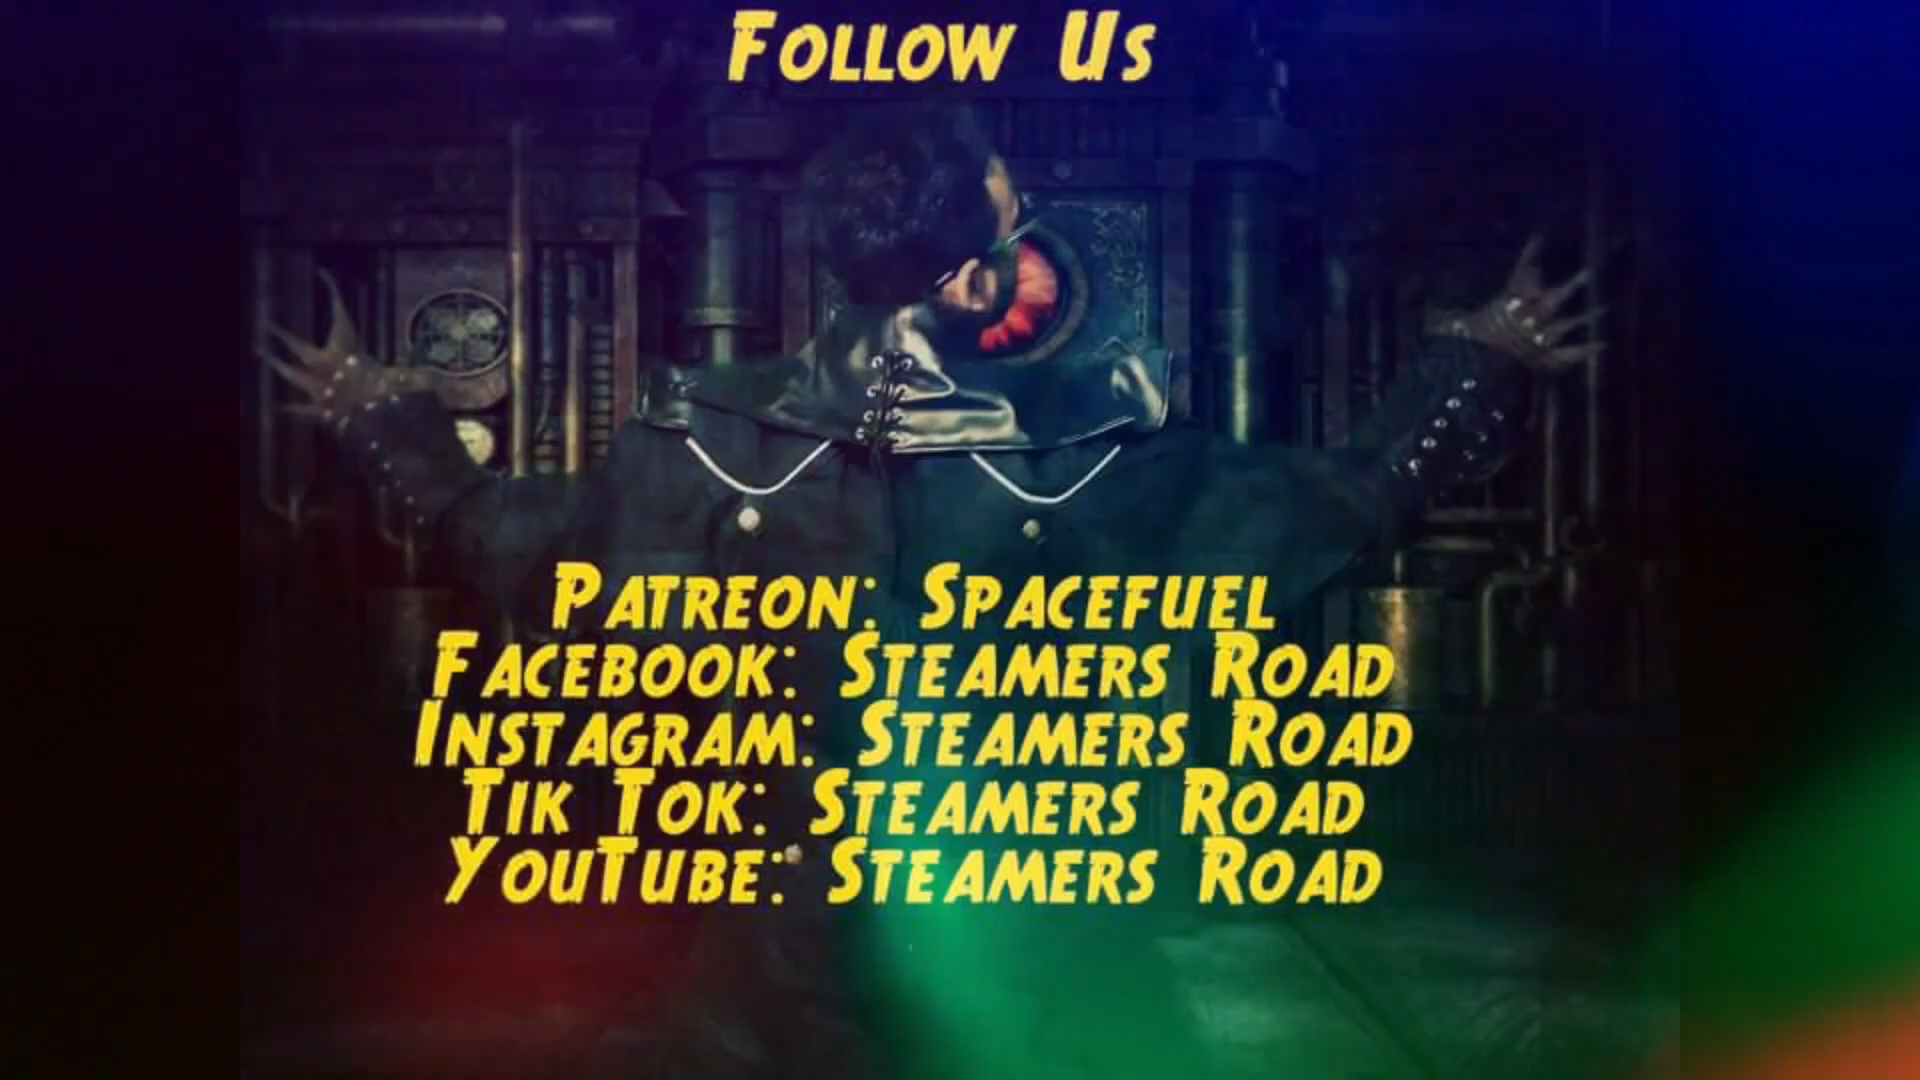 Follow Us
Patreon: Spacefuel
Facebook: Steamers Road
Instagram: Steamers Road
Tik Tok: Steamers Road
YouTube: Steamers Road